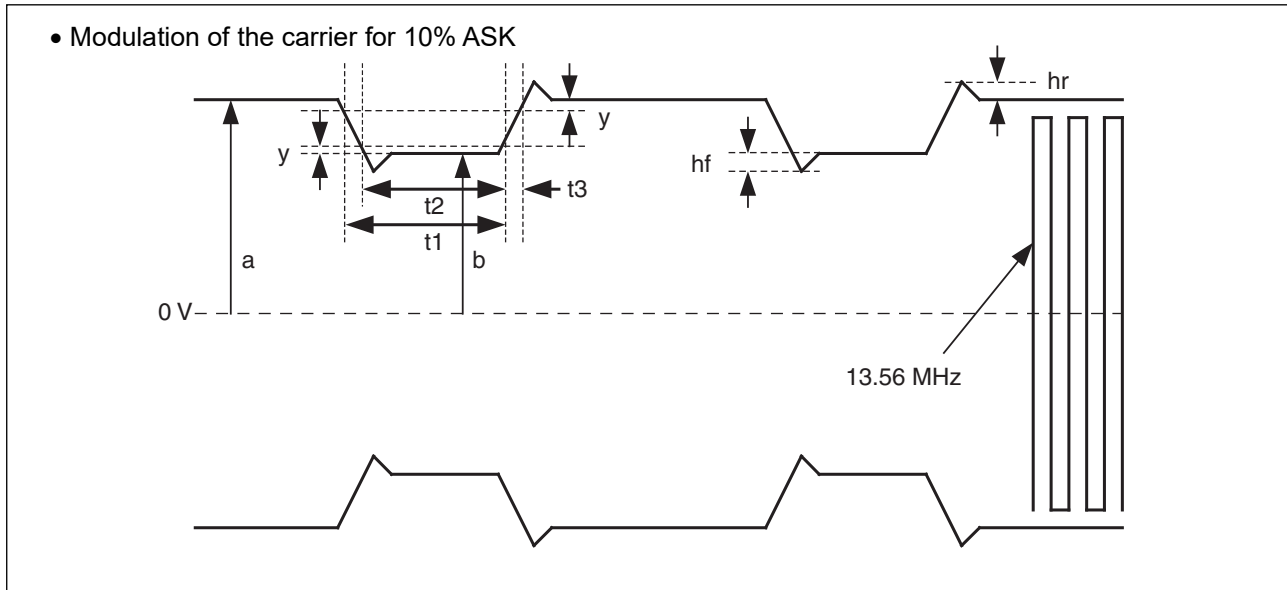 • Modulation of the carrier for 10% ASK
hr
y
y
hf
t2
t3
t1
a
b
0 V
13.56 MHz